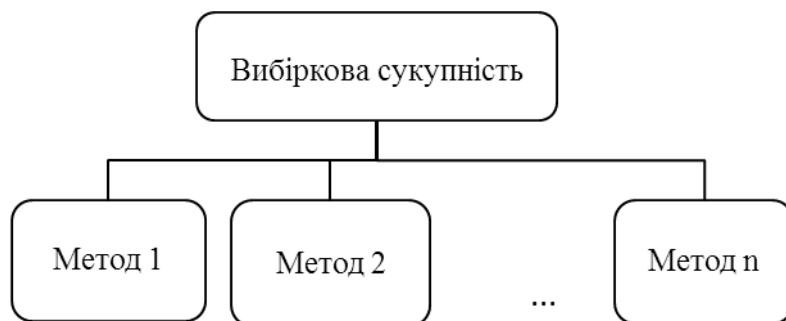 Вибіркова сукупність
Метод 1
Метод 2
...
Метод n